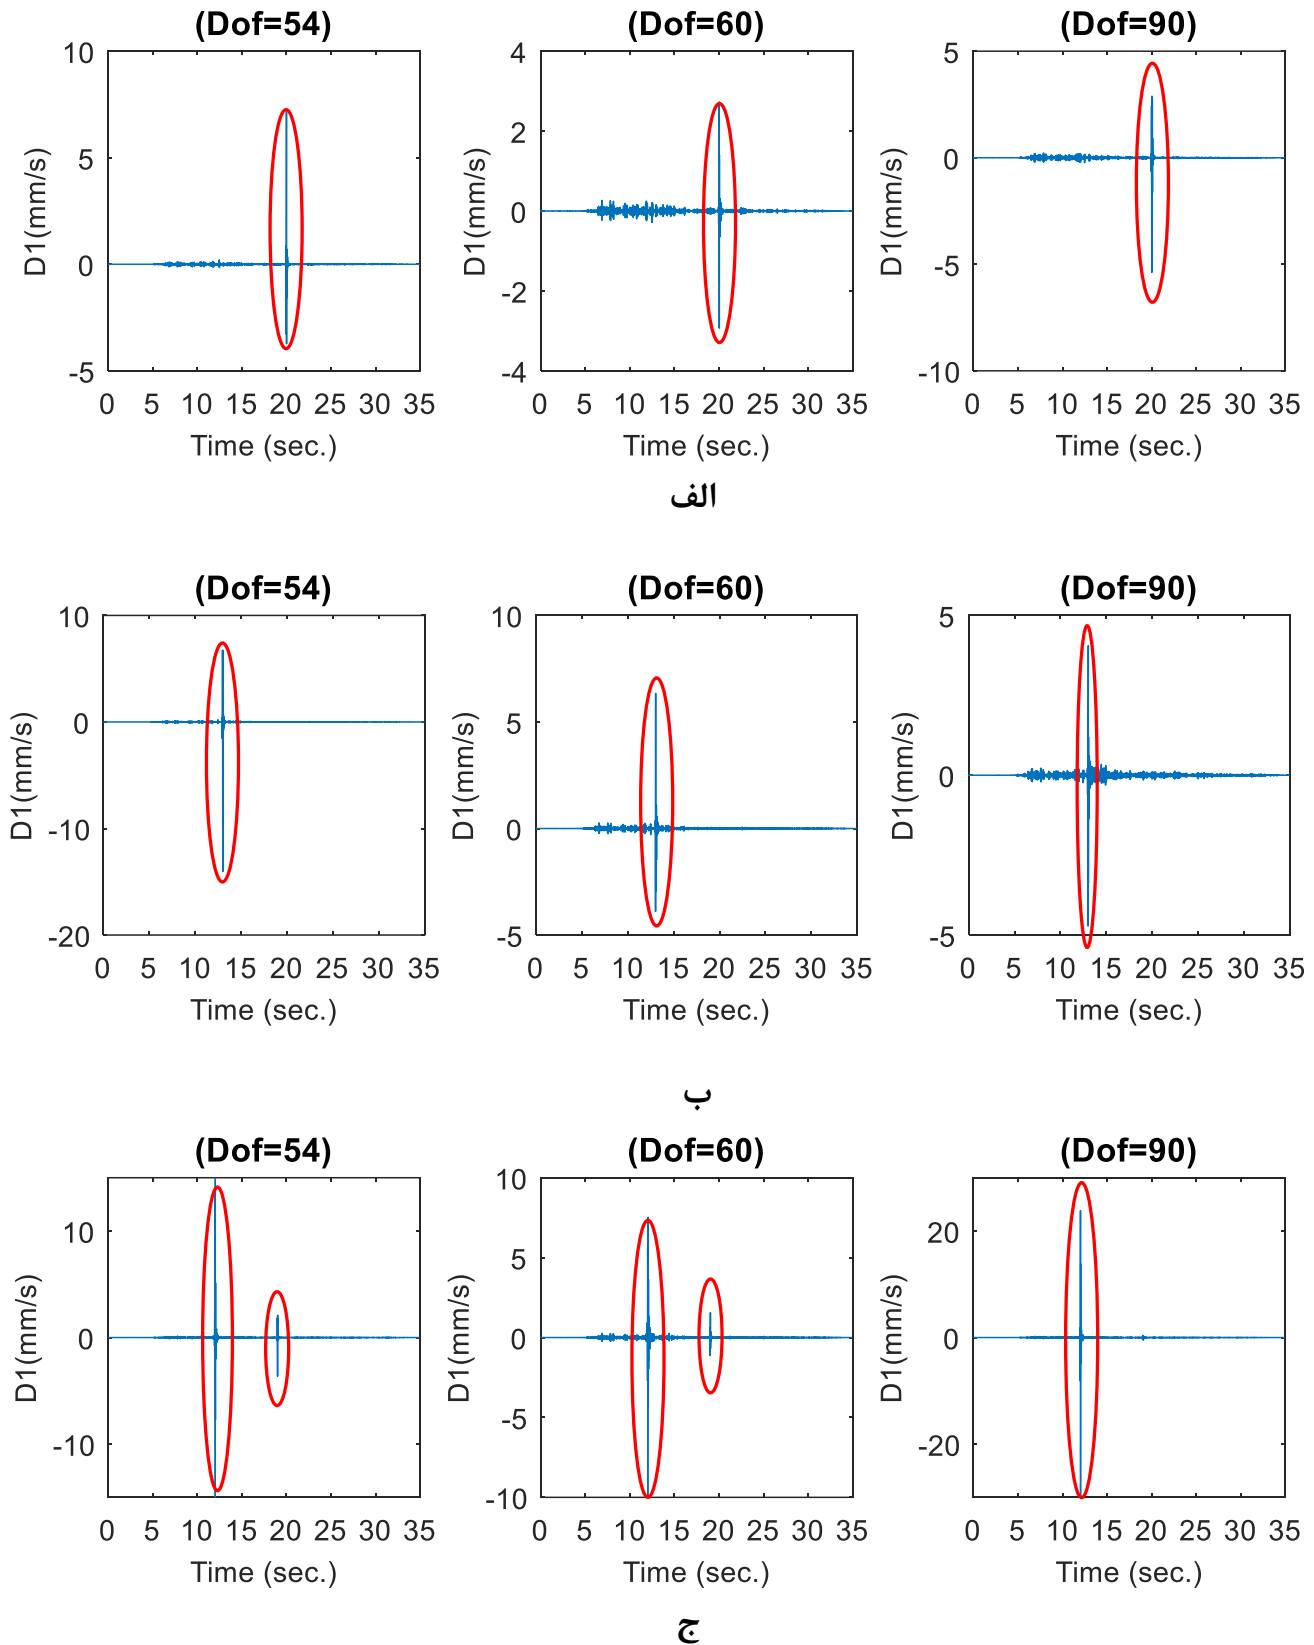 (Dof=54) (Dof=60) (Dof=90)
10 4 5
5 2 0
0 0 -5
-5 -2 -10
-4
D1(mm/s) D1(mm/s) D1(mm/s)
0 5 10 15 20 25 30 35 0 5 10 15 20 25 30 35 0 5 10 15 20 25 30 35
Time (sec.) Time (sec.) Time (sec.)
الف
(Dof=54) (Dof=60) (Dof=90)
10 10 5
0 5 0
-10 0 -5
-20 -5
D1(mm/s) D1(mm/s) D1(mm/s)
0 5 10 15 20 25 30 35 0 5 10 15 20 25 30 35 0 5 10 15 20 25 30 35
Time (sec.) Time (sec.) Time (sec.)
ب
(Dof=54) (Dof=60) (Dof=90)
10 10 20
0 5 0
-10 0 -20
-5
-10
D1(mm/s) D1(mm/s) D1(mm/s)
0 5 10 15 20 25 30 35 0 5 10 15 20 25 30 35 0 5 10 15 20 25 30 35
Time (sec.) Time (sec.) Time (sec.)
ج